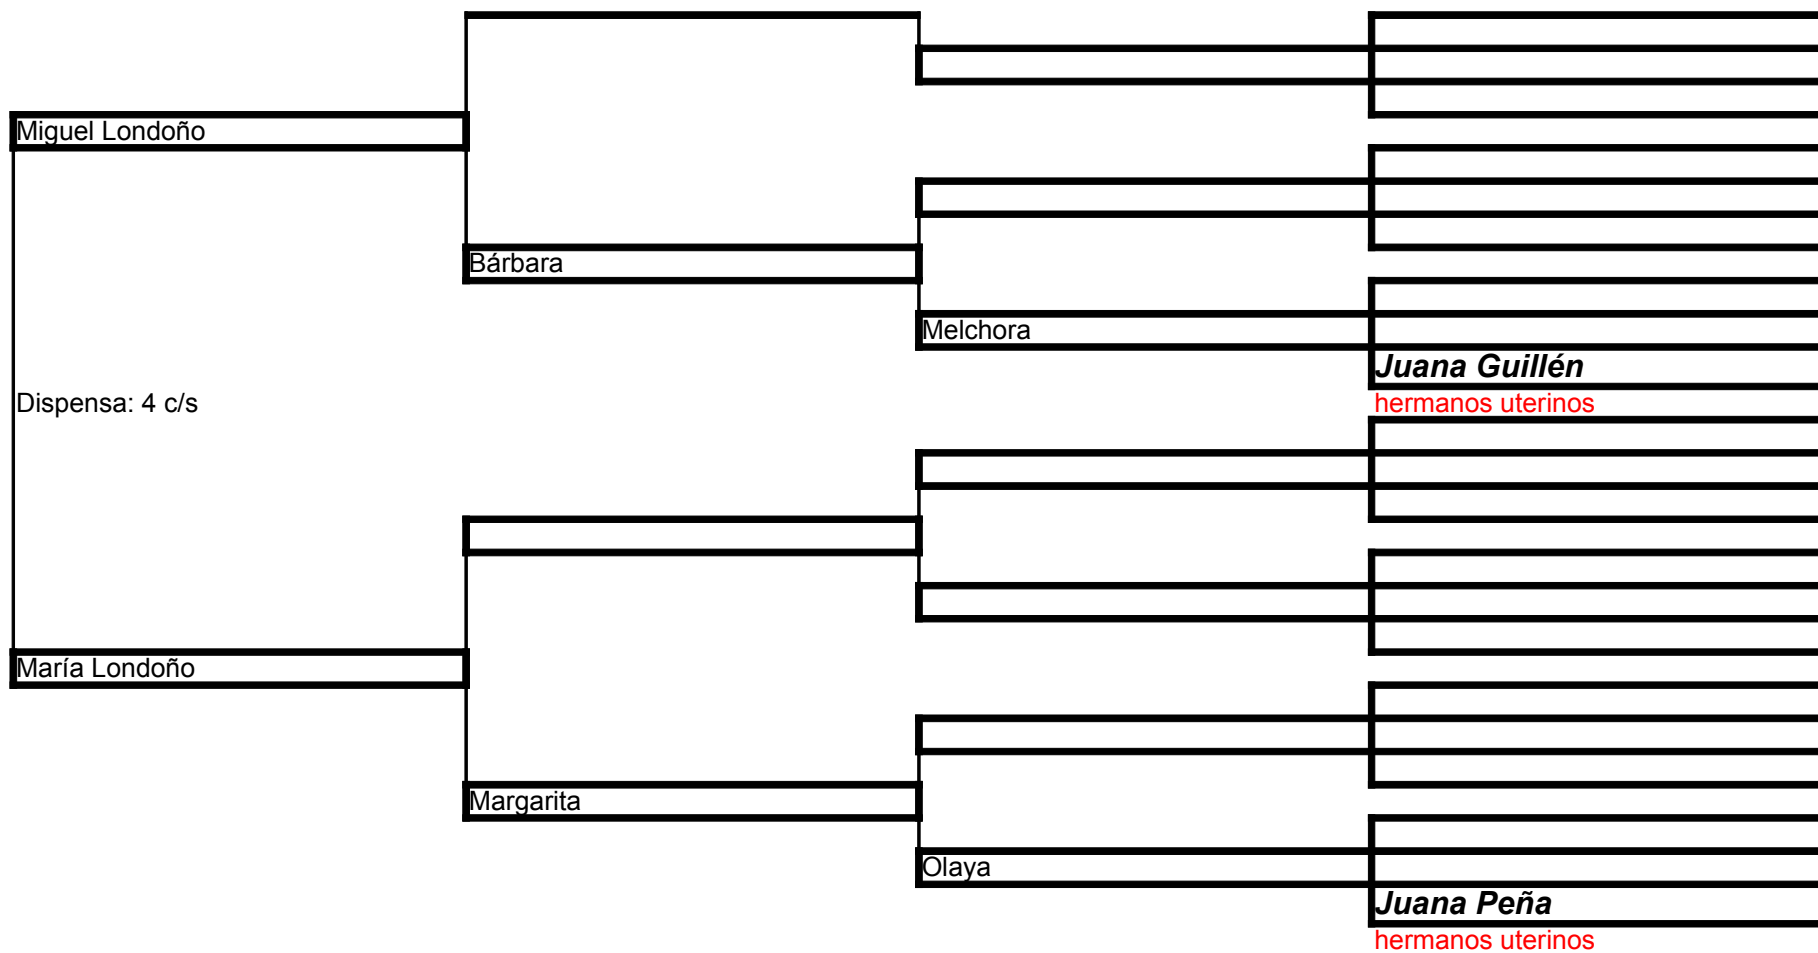 Miguel Londoño
Bárbara
Melchora
Juana Guillén
Dispensa: 4 c/s
hermanos uterinos
María Londoño
Margarita
Olaya
Juana Peña
hermanos uterinos